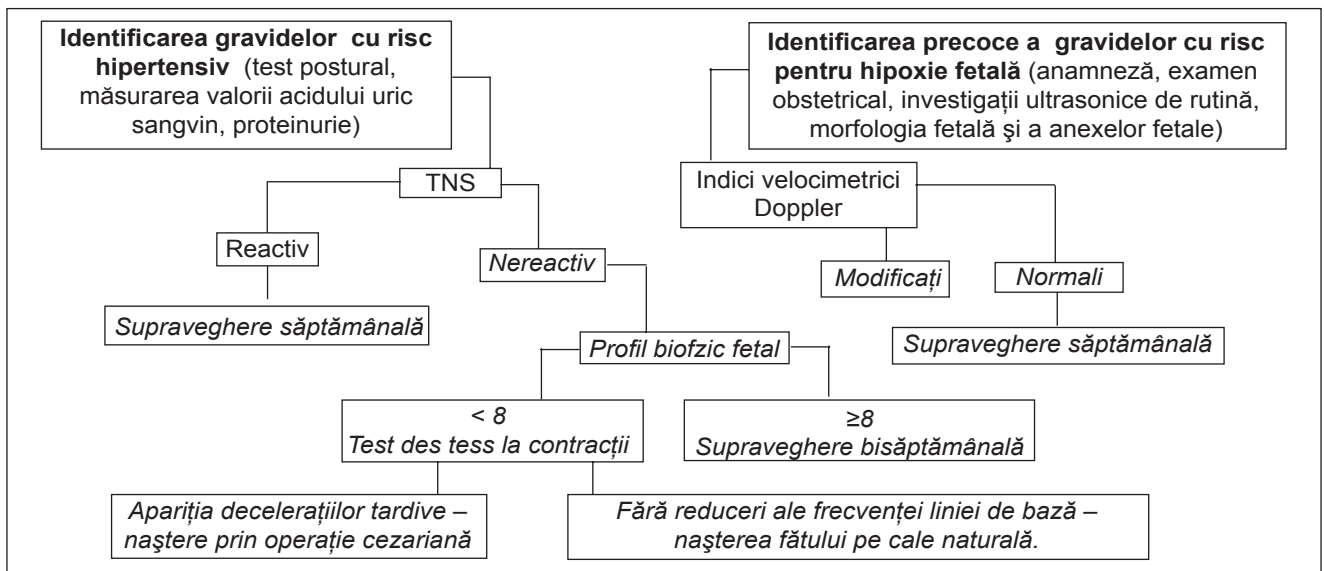 Identificarea gravidelor cu risc
hipertensiv (test postural,
măsurarea valorii acidului uric
sangvin, proteinurie)
Identificarea precoce a gravidelor cu risc
pentru hipoxie fetală (anamneză, examen
obstetrical, investigații ultrasonice de rutină,
morfologia fetală şi a anexelor fetale)
TNS
Indici velocimetrici
Doppler
Reactiv
Nereactiv
Modificați
Normali
Supraveghere săptămânală
Profil biofzic fetal
Supraveghere săptămânală
< 8
Test des tess la contracții
≥8
Supraveghere bisăptămânală
Apariția decelerațiilor tardive –
naştere prin operație cezariană
Fără reduceri ale frecvenței liniei de bază –
naşterea fătului pe cale naturală.